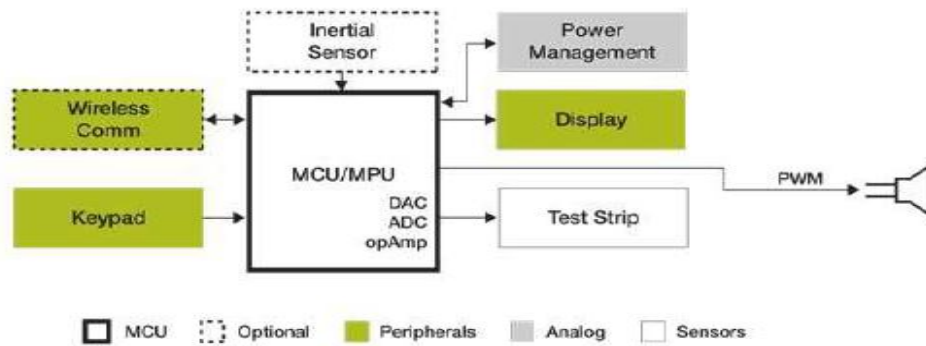 Inertial
Sensor
Power
Management
Wireless
Comm
Display
MCU/MPU
PWM
DAC
ADC
opAmp
Keypad
Test Strip
MCU
Optional
Peripherals
Analog
Sensors